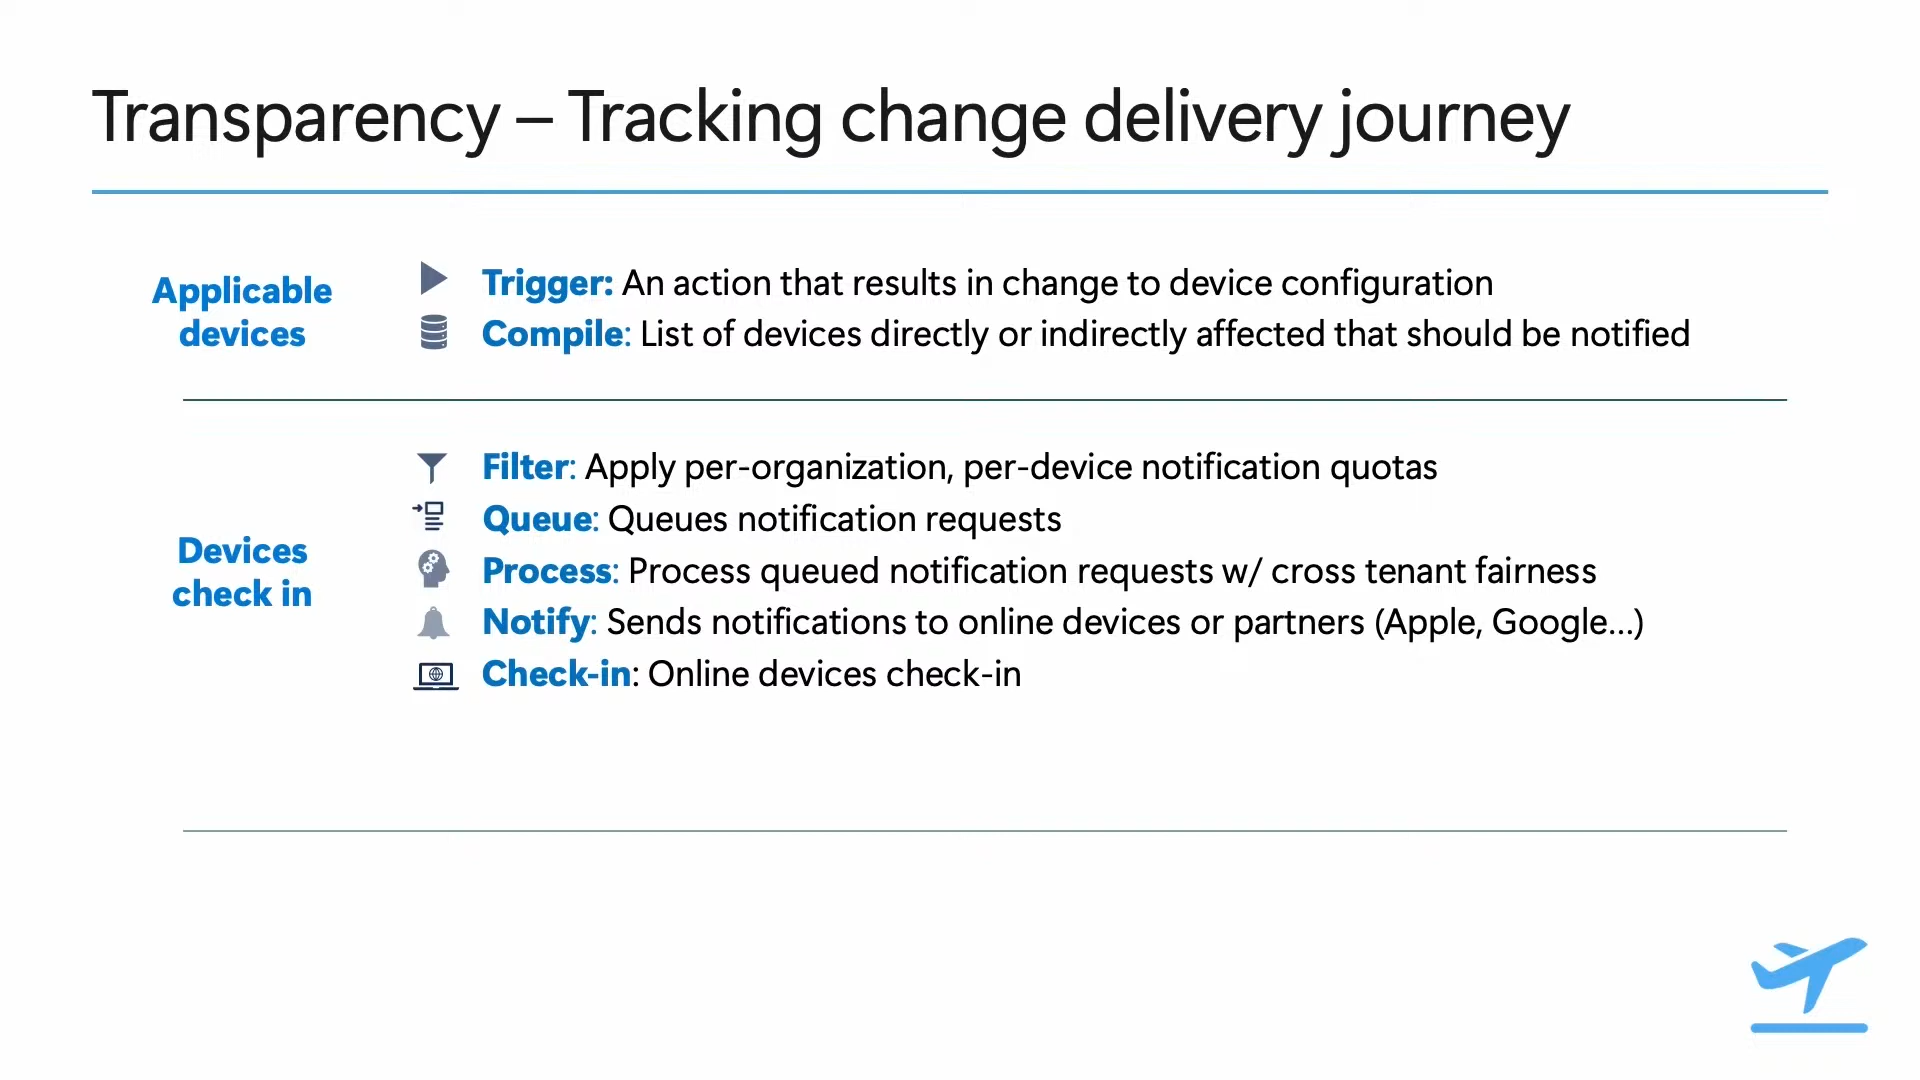 Transparency – Tracking change delivery journey
Applicable
devices
Trigger: An action that results in change to device configuration
Compile: List of devices directly or indirectly affected that should be notified
Devices
check in
Filter: Apply per-organization, per-device notification quotas
Queue: Queues notification requests
Process: Process queued notification requests w/ cross tenant fairness
Notify: Sends notifications to online devices or partners (Apple, Google...)
Check-in: Online devices check-in